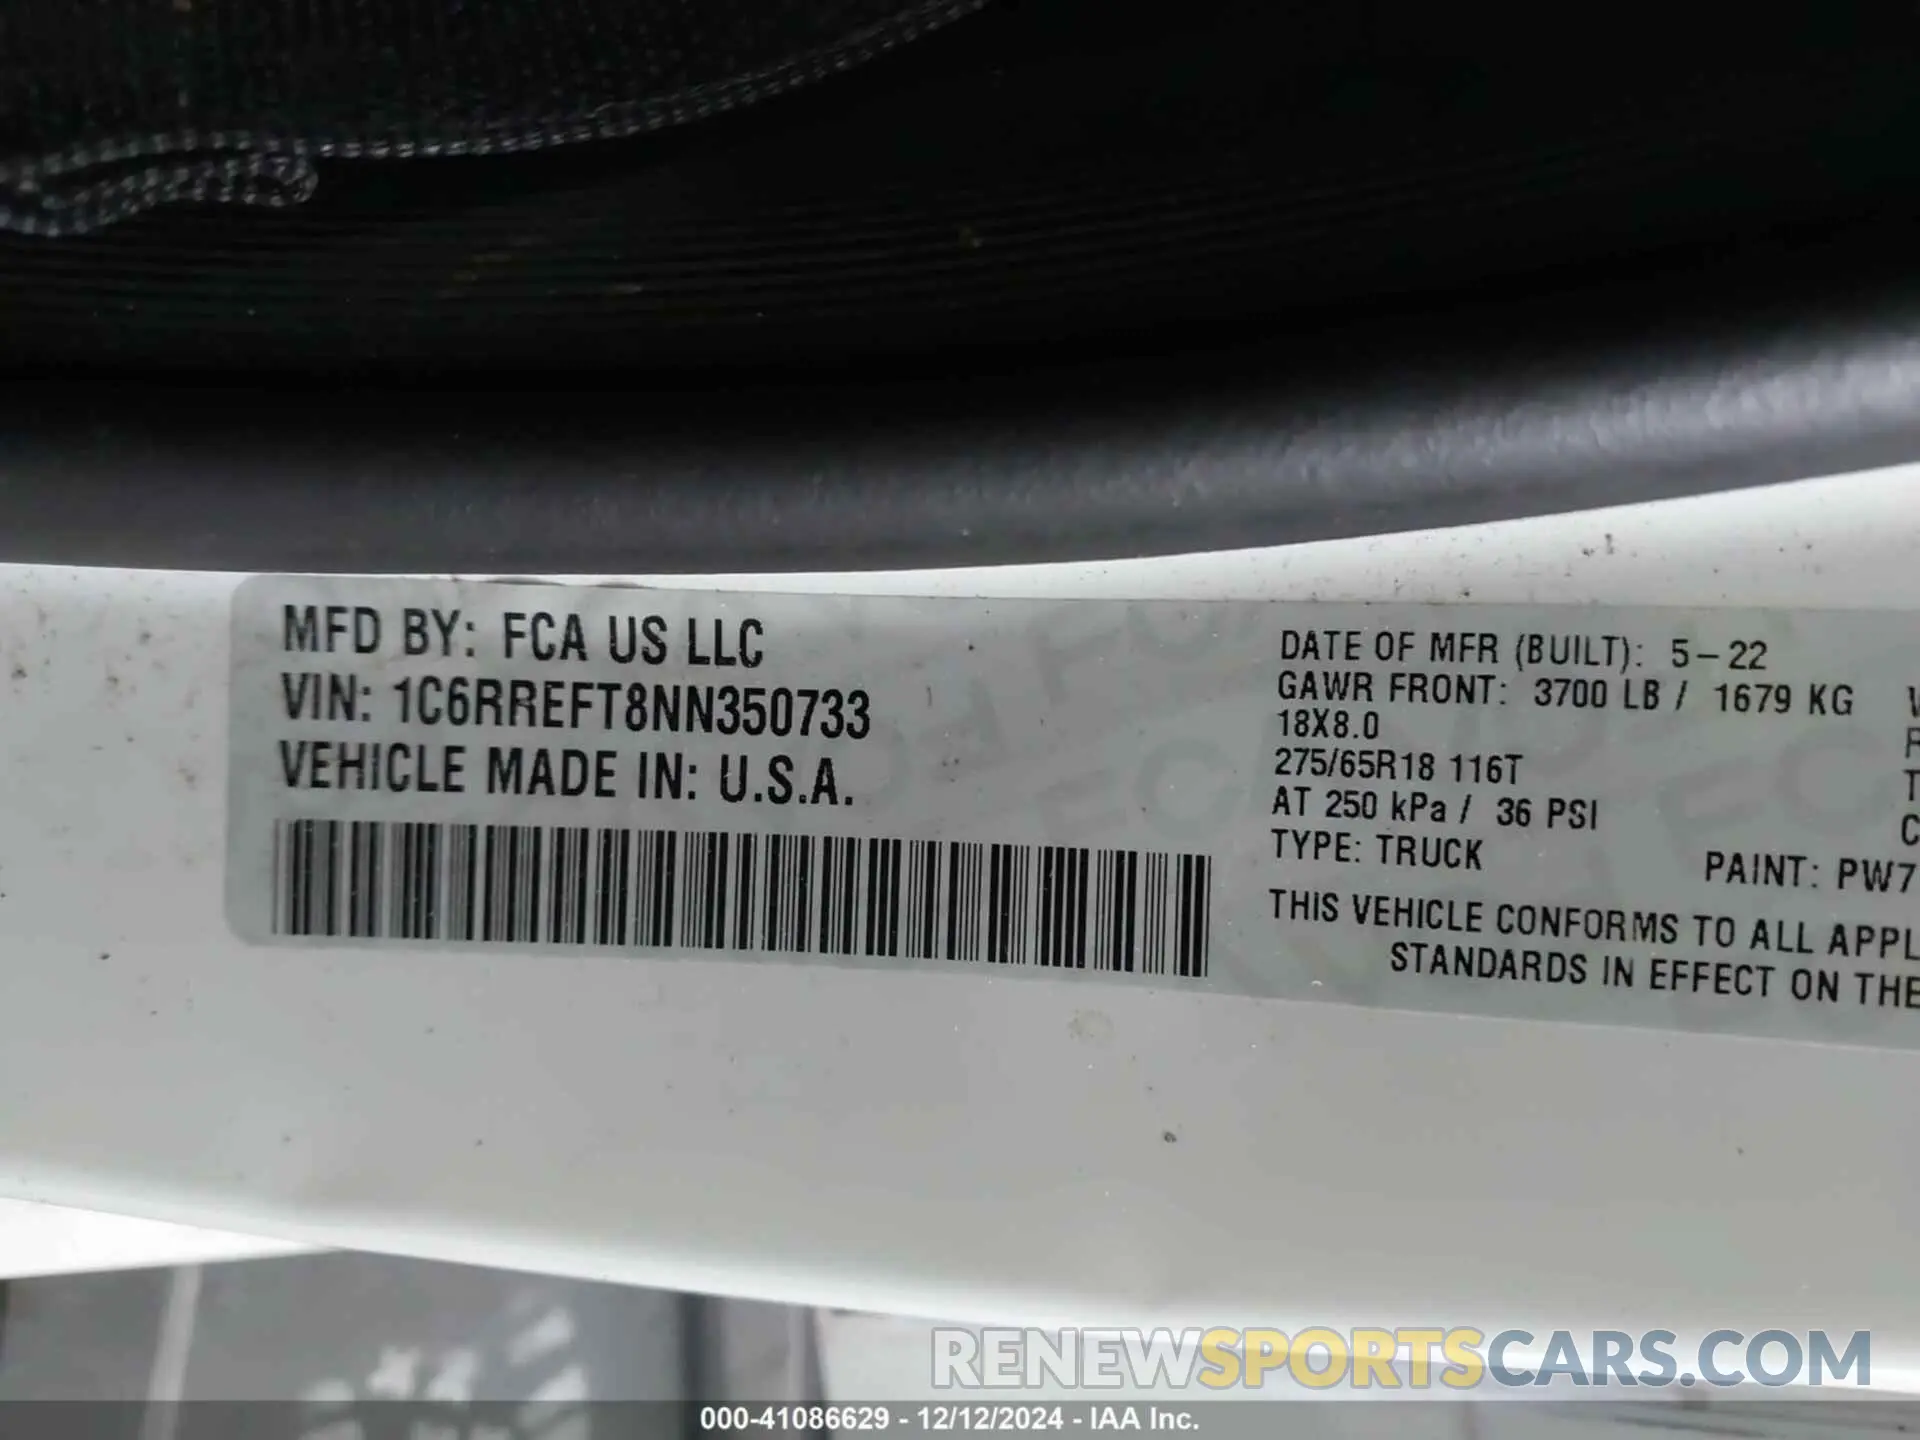 MFD BY: FCA US LLC
VIN: 1C6RREFT8NN350733
VEHICLE MADE IN: U.S.A.
DATE OF MFR (BUILT): 5-22
GAWR FRONT: 3700 LB / 1679 KG
18X8.0
275/65R18 116T
AT 250 kPa / 36 PSI
TYPE: TRUCK PAINT: PW7
THIS VEHICLE CONFORMS TO ALL APPL
STANDARDS IN EFFECT ON THE
RENEWSPORTSCARS.COM
000-41086629 - 12/12/2024 - IAA Inc.